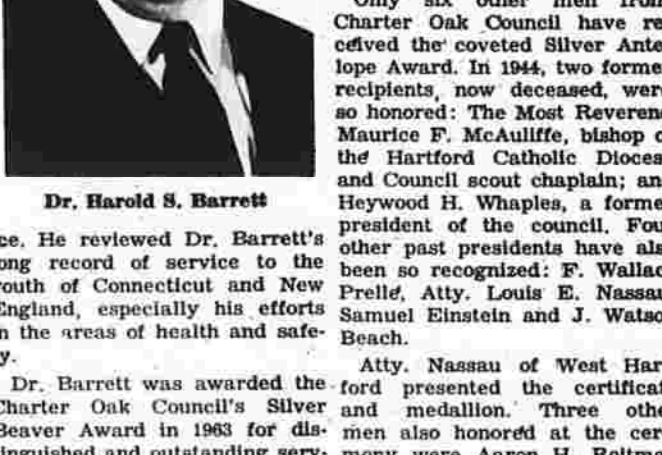 Dr. Harold S. Barrett
ce. He reviewed Dr. Barrett's
ong record of service to the
outh of Connecticut and New
England, especially his efforts
n the areas of health and safe-
y.
Dr. Barrett was awarded the
Charter Oak Council's Silver
Beaver Award in 1963 for dis-
tinguished and outstanding serv-
Only six other men from
Charter Oak Council have re
ceived the coveted Silver Ante
lope Award. In 1944, two forme
recipients, now deceased, wer
so honored: The Most Reveren
Maurice F. McAuliffe, bishop o
the Hartford Catholic Dioces
and Council scout chaplain; an
Heywood H. Whaples, a forme
president of the council. Fou
other past presidents have als
been so recognized: F. Wallac
Prelle, Atty. Louis E. Nassau
Samuel Einstein and J. Watso
Beach.
Atty. Nassau of West Har
ford presented the certificat
and medallion. Three othe
men also honored at the cer
mony were Aaron H.